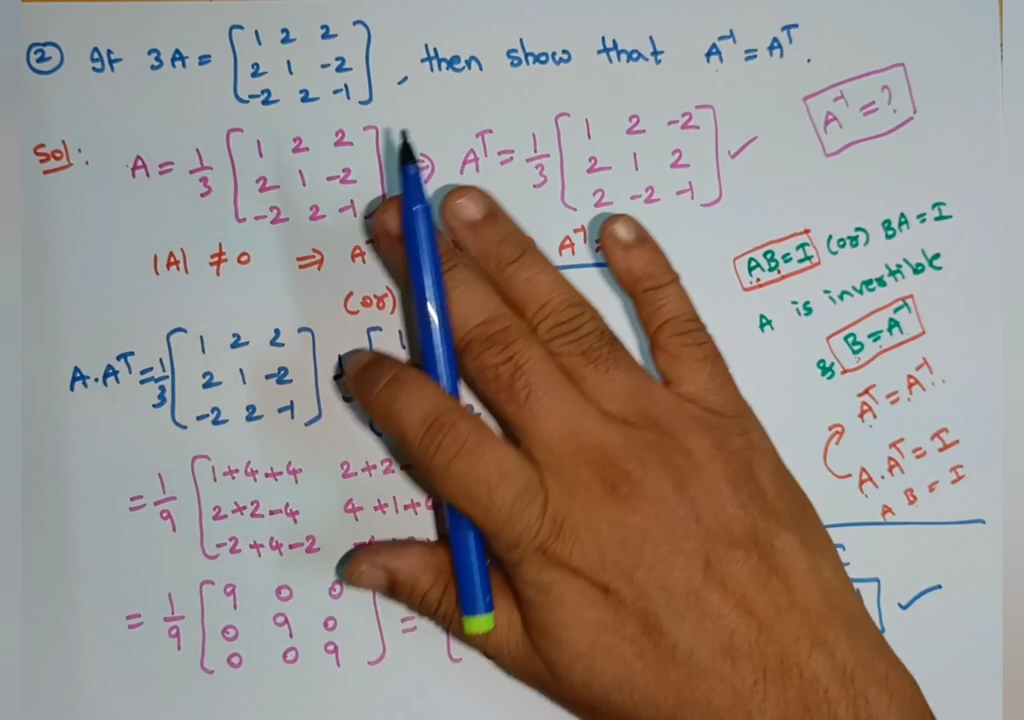 ② If 3A = [1 2 2 , then show that A⁻¹ = Aᵀ.
2 1 -2
-2 2 -1]
A⁻¹ = ?
Sol: A = 1/3 [1 2 2 ⇒ Aᵀ = 1/3 [1 2 -2 ✓
2 1 -2 2 1 2
-2 2 -1] 2 -2 -1]
|A| ≠ 0 ⇒
(or)
A.Aᵀ = 1/3 [1 2 2
2 1 -2
-2 2 -1]
= 1/9 [1+4+4 2+2-
2+2-4 4+1+
-2+4-2
= 1/9 [9 0 0
0 9 0 =
0 0 9]
AB = I (or) BA = I
A is invertible
& B = A⁻¹
Aᵀ = A⁻¹.
A.Aᵀ = I
A B = I
✓